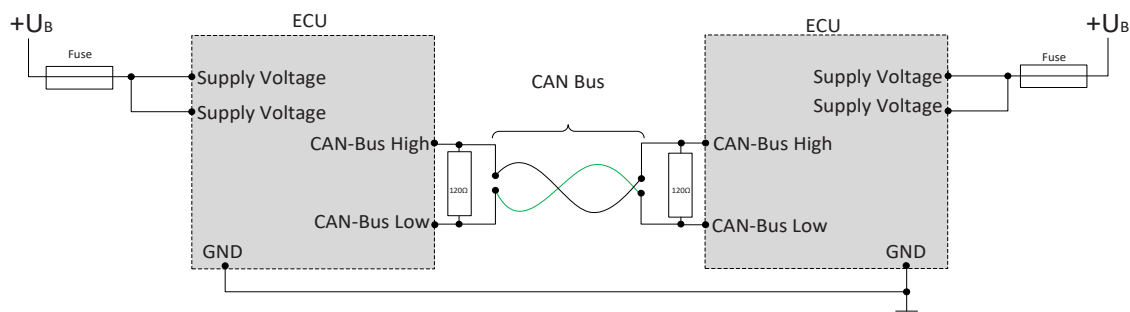 ECU
ECU
+UB
+UB
Fuse
Fuse
Supply Voltage
Supply Voltage
CAN Bus
Supply Voltage
Supply Voltage
CAN-Bus High
CAN-Bus High
120Ω
120Ω
CAN-Bus Low
CAN-Bus Low
GND
GND